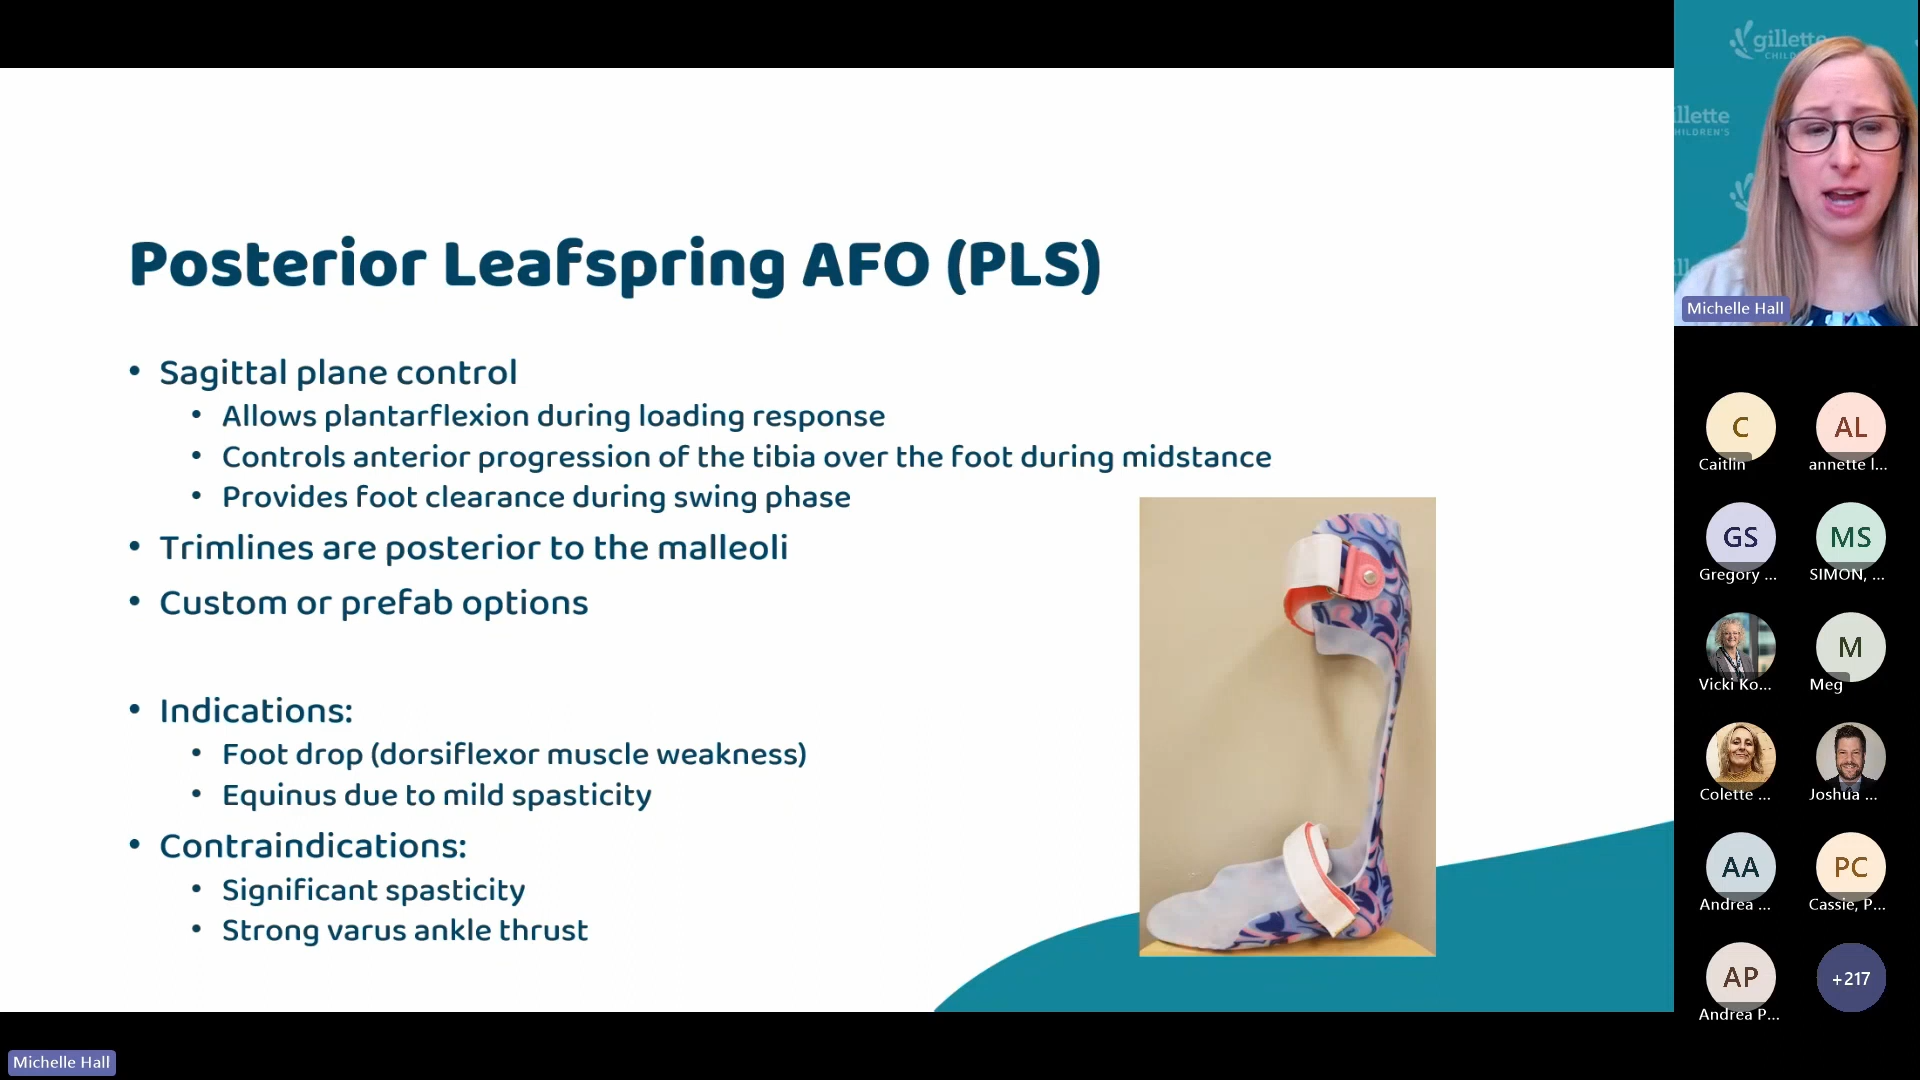 Posterior Leafspring AFO (PLS)
• Sagittal plane control
• Allows plantarflexion during loading response
• Controls anterior progression of the tibia over the foot during midstance
• Provides foot clearance during swing phase
• Trimlines are posterior to the malleoli
• Custom or prefab options
• Indications:
• Foot drop (dorsiflexor muscle weakness)
• Equinus due to mild spasticity
• Contraindications:
• Significant spasticity
• Strong varus ankle thrust
gillette
CHILD
illette
HILDREN'S
Michelle Hall
C
Caitlin
AL
annette l...
GS
Gregory ...
MS
SIMON, ...
Vicki Ko...
M
Meg
Colette ...
Joshua ...
AA
Andrea ...
PC
Cassie, P...
AP
Andrea P...
+217
Michelle Hall